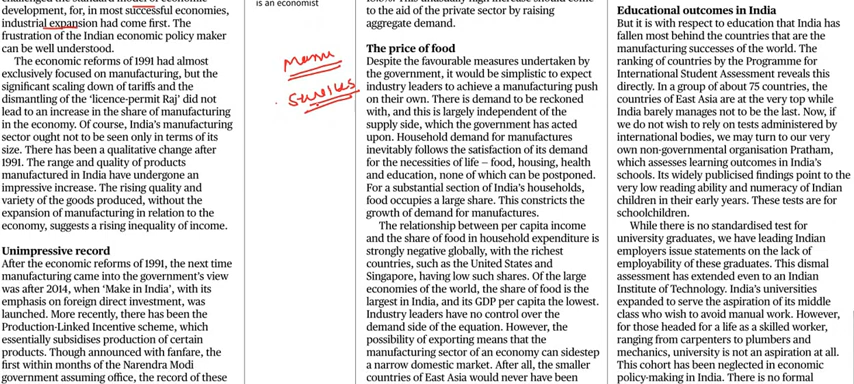 changed the standard model of economic
development, for, in most successful economies,
industrial expansion had come first. The
frustration of the Indian economic policy maker
can be well understood.
The economic reforms of 1991 had almost
exclusively focused on manufacturing, but the
significant scaling down of tariffs and the
dismantling of the ‘licence-permit Raj’ did not
lead to an increase in the share of manufacturing
in the economy. Of course, India’s manufacturing
sector ought not to be seen only in terms of its
size. There has been a qualitative change after
1991. The range and quality of products
manufactured in India have undergone an
impressive increase. The rising quality and
variety of the goods produced, without the
expansion of manufacturing in relation to the
economy, suggests a rising inequality of income.
Unimpressive record
After the economic reforms of 1991, the next time
manufacturing came into the government’s view
was after 2014, when ‘Make in India’, with its
emphasis on foreign direct investment, was
launched. More recently, there has been the
Production-Linked Incentive scheme, which
essentially subsidises production of certain
products. Though announced with fanfare, the
first within months of the Narendra Modi
government assuming office, the record of these
is an economist
Manu
Services
to the aid of the private sector by raising
aggregate demand.
The price of food
Despite the favourable measures undertaken by
the government, it would be simplistic to expect
industry leaders to achieve a manufacturing push
on their own. There is demand to be reckoned
with, and this is largely independent of the
supply side, which the government has acted
upon. Household demand for manufactures
inevitably follows the satisfaction of its demand
for the necessities of life — food, housing, health
and education, none of which can be postponed.
For a substantial section of India’s households,
food occupies a large share. This constricts the
growth of demand for manufactures.
The relationship between per capita income
and the share of food in household expenditure is
strongly negative globally, with the richest
countries, such as the United States and
Singapore, having low such shares. Of the large
economies of the world, the share of food is the
largest in India, and its GDP per capita the lowest.
Industry leaders have no control over the
demand side of the equation. However, the
possibility of exporting means that the
manufacturing sector of an economy can sidestep
a narrow domestic market. After all, the smaller
countries of East Asia would never have been
Educational outcomes in India
But it is with respect to education that India has
fallen most behind the countries that are the
manufacturing successes of the world. The
ranking of countries by the Programme for
International Student Assessment reveals this
directly. In a group of about 75 countries, the
countries of East Asia are at the very top while
India barely manages not to be the last. Now, if
we do not wish to rely on tests administered by
international bodies, we may turn to our very
own non-governmental organisation Pratham,
which assesses learning outcomes in India’s
schools. Its widely publicised findings point to the
very low reading ability and numeracy of Indian
children in their early years. These tests are for
schoolchildren.
While there is no standardised test for
university graduates, we have leading Indian
employers issue statements on the lack of
employability of these graduates. This dismal
assessment has extended even to an Indian
Institute of Technology. India’s universities
expanded to serve the aspiration of its middle
class who wish to avoid manual work. However,
for those headed for a life as a skilled worker,
ranging from carpenters to plumbers and
mechanics, university is not an aspiration at all.
This cohort has been neglected in economic
policy-making in India. There is no formal